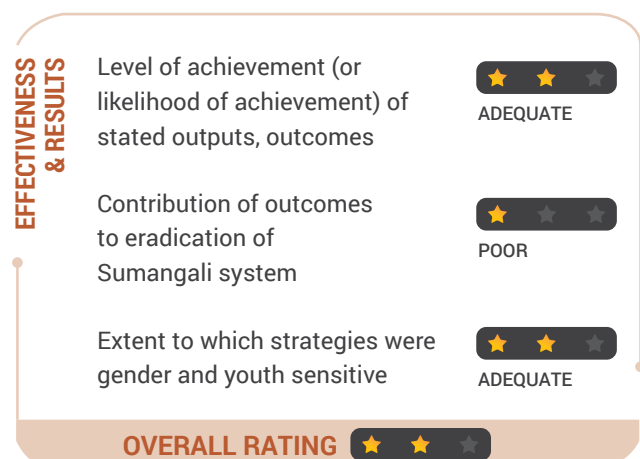 EFFECTIVENESS
& RESULTS
Level of achievement (or
likelihood of achievement) of
stated outputs, outcomes
ADEQUATE
Contribution of outcomes
to eradication of
Sumangali system
POOR
Extent to which strategies were
gender and youth sensitive
ADEQUATE
OVERALL RATING